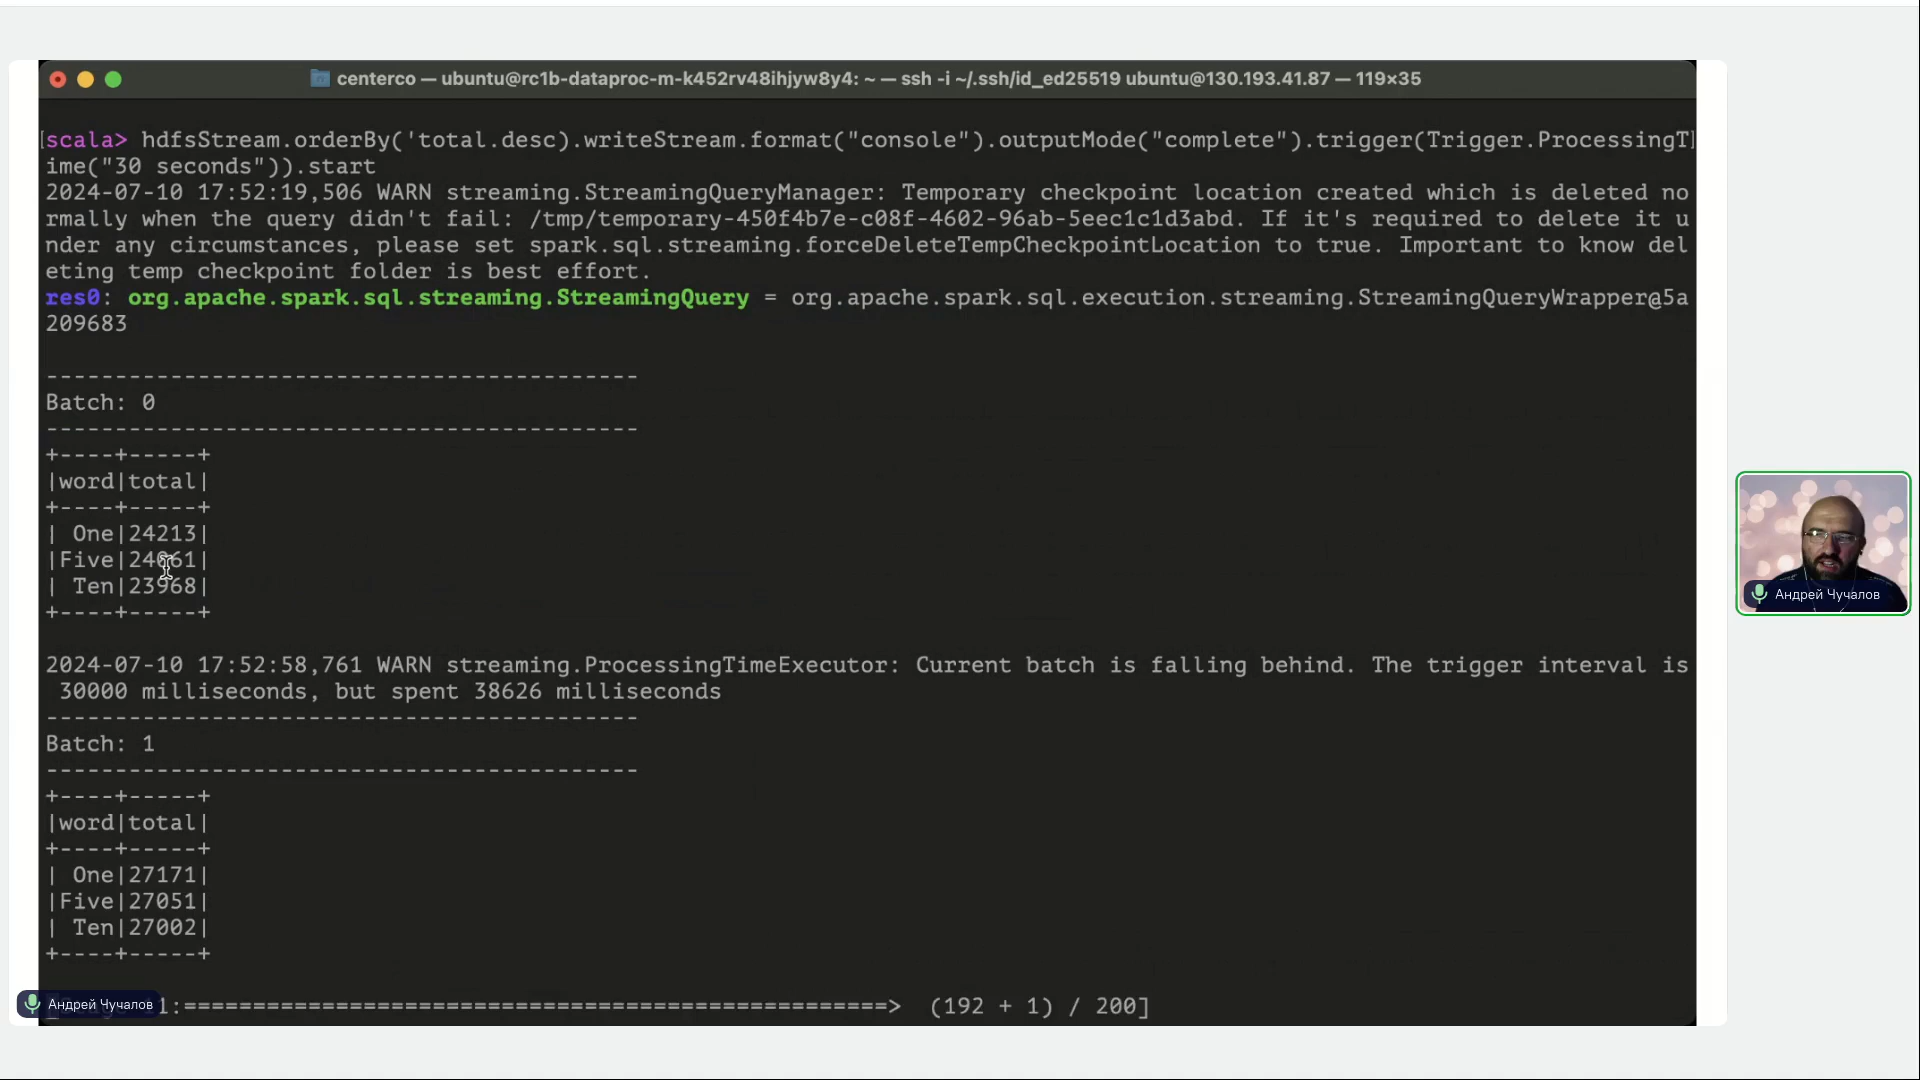 centerco — ubuntu@rc1b-dataproc-m-k452rv48ihjyw8y4: ~ — ssh -i ~/.ssh/id_ed25519 ubuntu@130.193.41.87 — 119×35
[scala> hdfsStream.orderBy('total.desc).writeStream.format("console").outputMode("complete").trigger(Trigger.ProcessingT]
ime("30 seconds")).start
2024-07-10 17:52:19,506 WARN streaming.StreamingQueryManager: Temporary checkpoint location created which is deleted no
rmally when the query didn't fail: /tmp/temporary-450f4b7e-c08f-4602-96ab-5eec1c1d3abd. If it's required to delete it u
nder any circumstances, please set spark.sql.streaming.forceDeleteTempCheckpointLocation to true. Important to know del
eting temp checkpoint folder is best effort.
res0: org.apache.spark.sql.streaming.StreamingQuery = org.apache.spark.sql.execution.streaming.StreamingQueryWrapper@5a
209683
-------------------------------------------
Batch: 0
-------------------------------------------
+----+-----+
|word|total|
+----+-----+
| One|24213|
|Five|24061|
| Ten|23968|
+----+-----+
2024-07-10 17:52:58,761 WARN streaming.ProcessingTimeExecutor: Current batch is falling behind. The trigger interval is
 30000 milliseconds, but spent 38626 milliseconds
-------------------------------------------
Batch: 1
-------------------------------------------
+----+-----+
|word|total|
+----+-----+
| One|27171|
|Five|27051|
| Ten|27002|
+----+-----+
1:===================================================> (192 + 1) / 200]
Андрей Чучалов
Андрей Чучалов